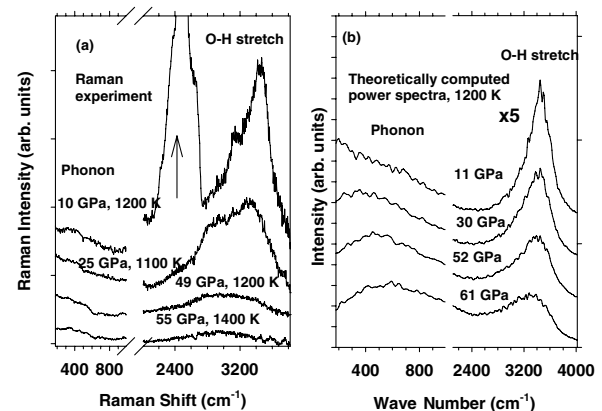 (a)
O-H stretch
Raman
experiment
Phonon
10 GPa, 1200 K
25 GPa, 1100 K
49 GPa, 1200 K
55 GPa, 1400 K
Raman Intensity (arb. units)
400
2400
3200
Raman Shift (cm-1)
(b)
O-H stretch
Theoretically computed
power spectra, 1200 K
x5
Phonon
11 GPa
30 GPa
52 GPa
61 GPa
Intensity (arb. units)
400
2400
3200
4000
Wave Number (cm-1)